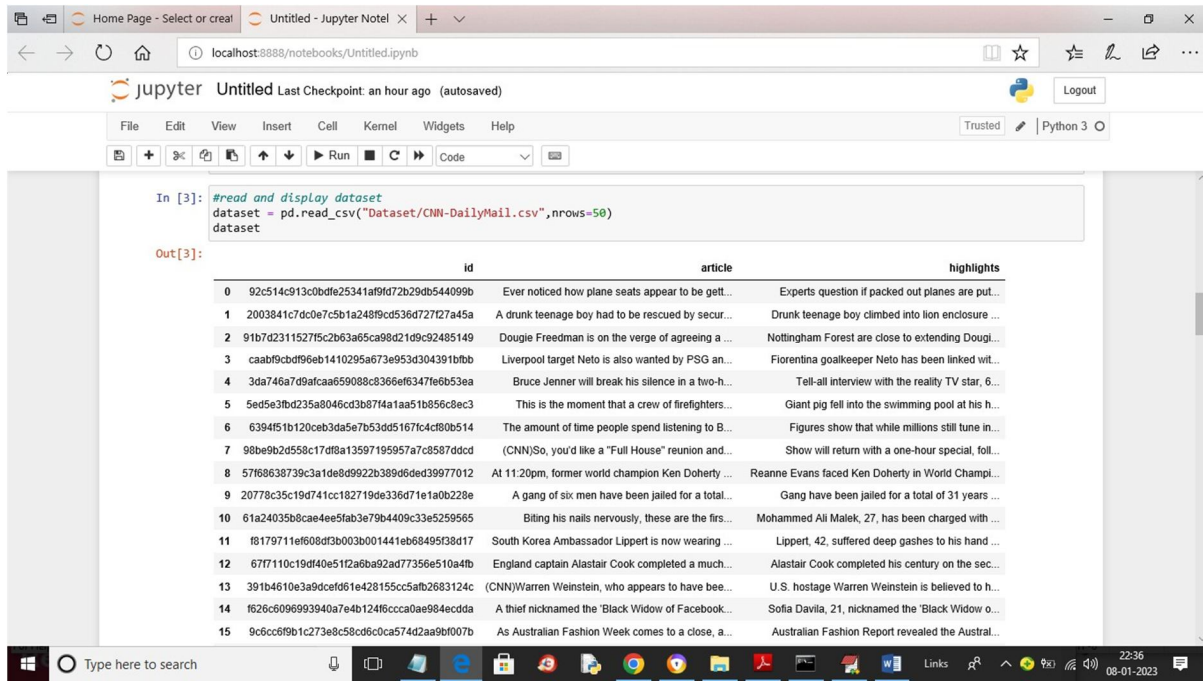 Home Page - Select or creat
Untitled - Jupyter Notel
localhost:8888/notebooks/Untitled.ipynb
jupyter Untitled Last Checkpoint: an hour ago (autosaved)
Logout
File Edit View Insert Cell Kernel Widgets Help
Trusted Python 3
Run Code
In [3]: #read and display dataset
dataset = pd.read_csv("Dataset/CNN-DailyMail.csv",nrows=50)
dataset
Out[3]:
id article highlights
0 92c514c913c0bdfe25341af9fd72b29db544099b Ever noticed how plane seats appear to be gett... Experts question if packed out planes are put...
1 2003841c7dc0e7c5b1a248f9cd536d727f27a45a A drunk teenage boy had to be rescued by secur... Drunk teenage boy climbed into lion enclosure ...
2 91b7d2311527f5c2b63a65ca98d21d9c92485149 Dougie Freedman is on the verge of agreeing a ... Nottingham Forest are close to extending Dougi...
3 caabf9cbdf96eb1410295a673e953d304391bfbb Liverpool target Neto is also wanted by PSG an... Fiorentina goalkeeper Neto has been linked wit...
4 3da746a7d9afcaa659088c8366ef6347fe6b53ea Bruce Jenner will break his silence in a two-h... Tell-all interview with the reality TV star, 6...
5 5ed5e3fbd235a8046cd3b87f4a1aa51b856c8ec3 This is the moment that a crew of firefighters... Giant pig fell into the swimming pool at his h...
6 6394f51b120ceb3da5e7b53dd5167fc4cf80b514 The amount of time people spend listening to B... Figures show that while millions still tune in...
7 98be9b2d558c17df8a13597195957a7c8587ddcd (CNN)So, you'd like a "Full House" reunion and... Show will return with a one-hour special, foll...
8 57f68638739c3a1de8d9922b389d6ded39977012 At 11:20pm, former world champion Ken Doherty ... Reanne Evans faced Ken Doherty in World Champi...
9 20778c35c19d741cc182719de336d71e1a0b228e A gang of six men have been jailed for a total... Gang have been jailed for a total of 31 years ...
10 61a24035b8cae4ee5fab3e79b4409c33e5259565 Biting his nails nervously, these are the firs... Mohammed Ali Malek, 27, has been charged with ...
11 f8179711ef608df3b003b001441eb68495f38d17 South Korea Ambassador Lippert is now wearing ... Lippert, 42, suffered deep gashes to his hand ...
12 67f7110c19df40e51f2a6ba92ad77356e510a4fb England captain Alastair Cook completed a much... Alastair Cook completed his century on the sec...
13 391b4610e3a9dcefd61e428155cc5afb2683124c (CNN)Warren Weinstein, who appears to have bee... U.S. hostage Warren Weinstein is believed to h...
14 f626c6096993940a7e4b124f6ccca0ae984ecdda A thief nicknamed the 'Black Widow of Facebook... Sofia Davila, 21, nicknamed the 'Black Widow o...
15 9c6cc6f9b1c273e8c58cd6c0ca574d2aa9bf007b As Australian Fashion Week comes to a close, a... Australian Fashion Report revealed the Austral...
Type here to search
Links
22:36
08-01-2023